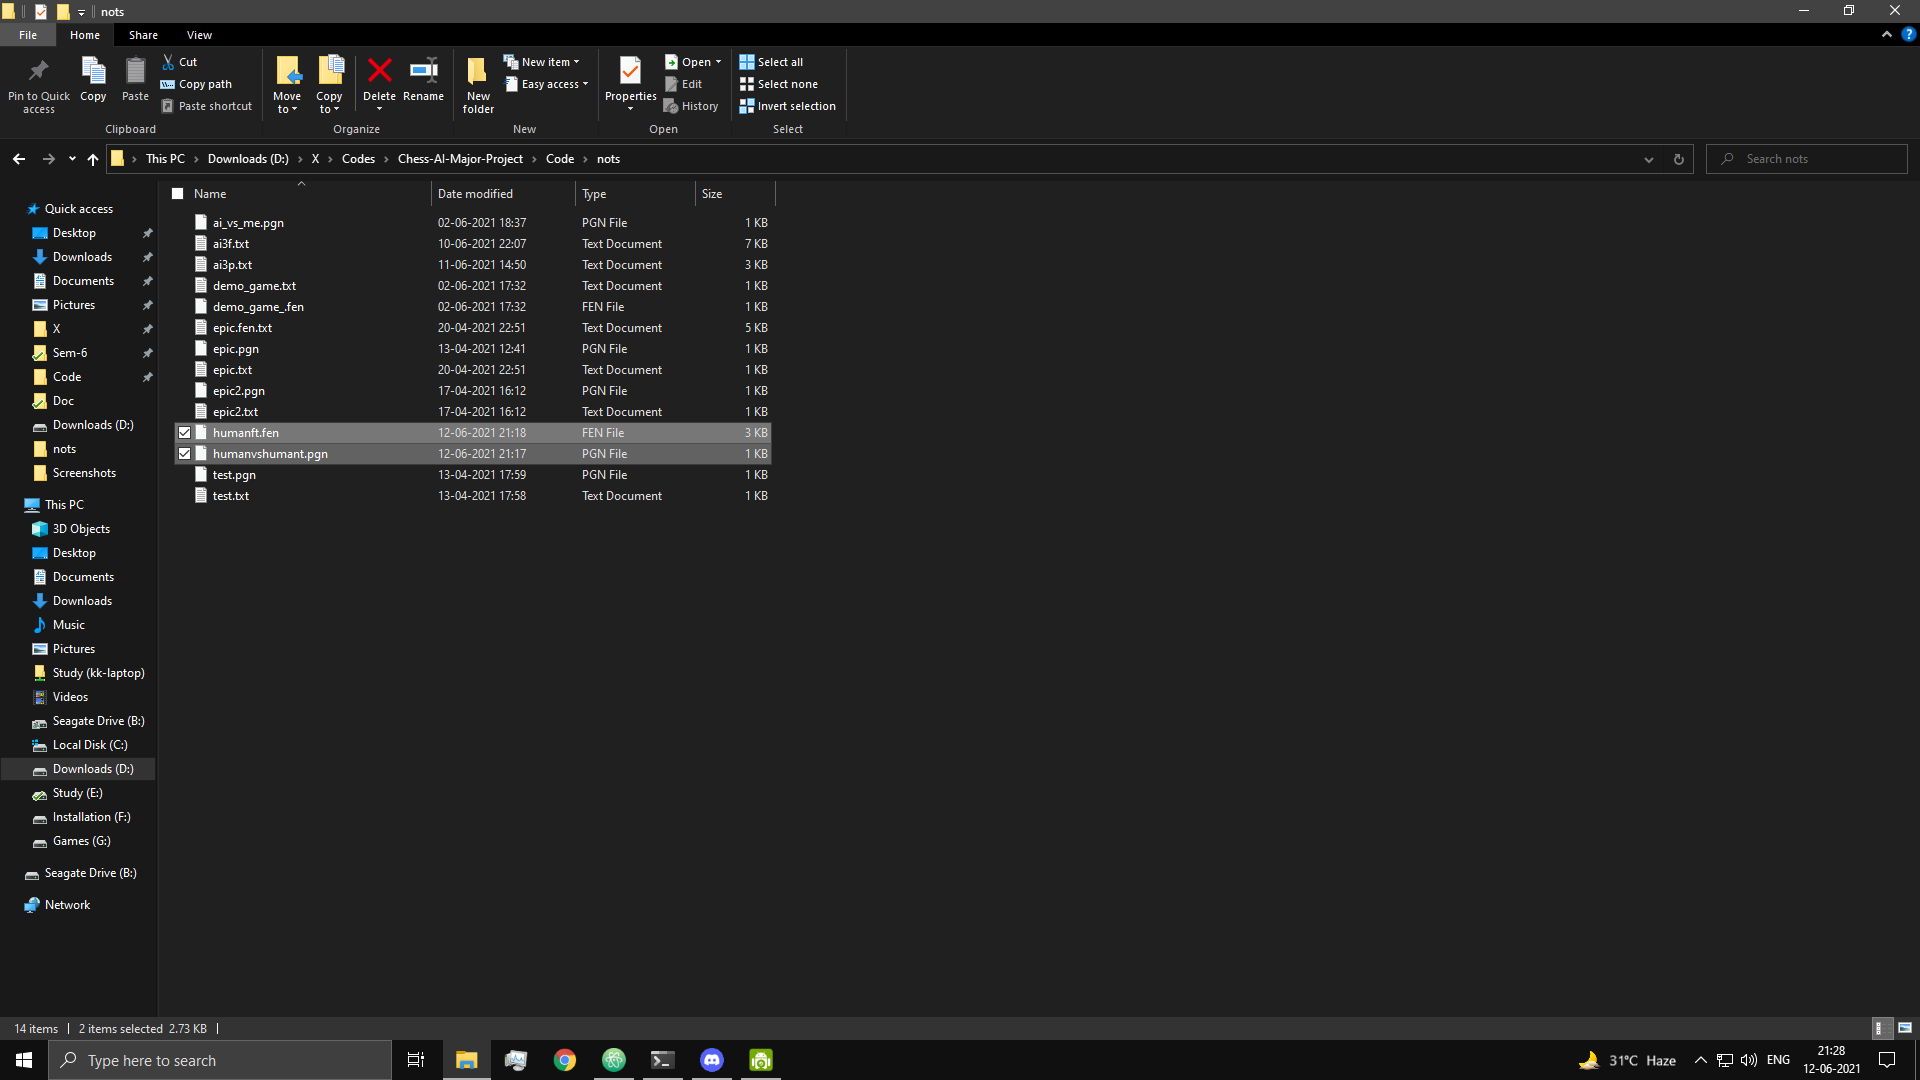 nots
File Home Share View
Pin to Quick access
Copy
Paste
Cut
Copy path
Paste shortcut
Clipboard
Move to
Copy to
Delete
Rename
Organize
New folder
New item
Easy access
New
Properties
Open
Edit
History
Open
Select all
Select none
Invert selection
Select
This PC › Downloads (D:) › X › Codes › Chess-AI-Major-Project › Code › nots
Search nots
Quick access
Desktop
Downloads
Documents
Pictures
X
Sem-6
Code
Doc
Downloads (D:)
nots
Screenshots
This PC
3D Objects
Desktop
Documents
Downloads
Music
Pictures
Study (kk-laptop)
Videos
Seagate Drive (B:)
Local Disk (C:)
Downloads (D:)
Study (E:)
Installation (F:)
Games (G:)
Seagate Drive (B:)
Network
Name Date modified Type Size
ai_vs_me.pgn 02-06-2021 18:37 PGN File 1 KB
ai3f.txt 10-06-2021 22:07 Text Document 7 KB
ai3p.txt 11-06-2021 14:50 Text Document 3 KB
demo_game.txt 02-06-2021 17:32 Text Document 1 KB
demo_game_.fen 02-06-2021 17:32 FEN File 1 KB
epic.fen.txt 20-04-2021 22:51 Text Document 5 KB
epic.pgn 13-04-2021 12:41 PGN File 1 KB
epic.txt 20-04-2021 22:51 Text Document 1 KB
epic2.pgn 17-04-2021 16:12 PGN File 1 KB
epic2.txt 17-04-2021 16:12 Text Document 1 KB
humanft.fen 12-06-2021 21:18 FEN File 3 KB
humanvshumant.pgn 12-06-2021 21:17 PGN File 1 KB
test.pgn 13-04-2021 17:59 PGN File 1 KB
test.txt 13-04-2021 17:58 Text Document 1 KB
14 items 2 items selected 2.73 KB
Type here to search
31°C Haze
ENG
21:28
12-06-2021